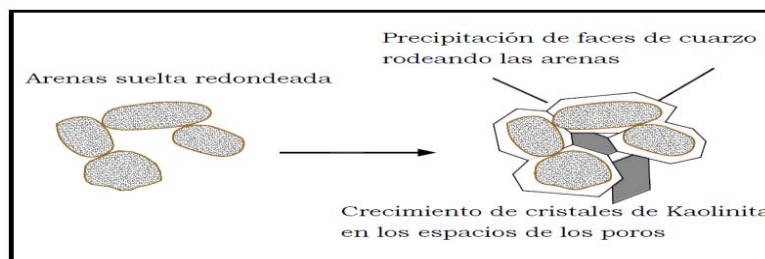 Arenas suelta redondeada
Precipitación de faces de cuarzo
rodeando las arenas
Crecimiento de cristales de Kaolinita
en los espacios de los poros